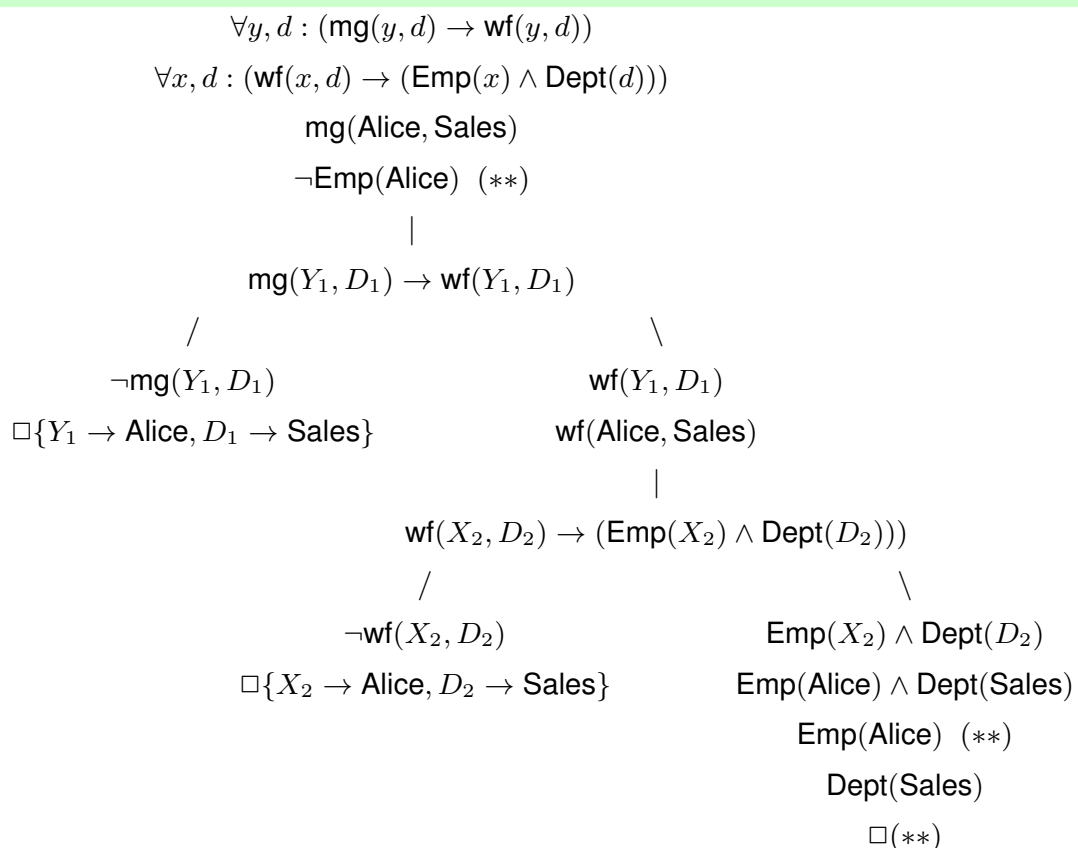 ∀y, d : (mg(y, d) → wf(y, d))
∀x, d : (wf(x, d) → (Emp(x) ∧ Dept(d)))
mg(Alice, Sales)
¬Emp(Alice) (∗∗)
|
mg(Y₁, D₁) → wf(Y₁, D₁)
/ \
¬mg(Y₁, D₁) wf(Y₁, D₁)
□{Y₁ → Alice, D₁ → Sales} wf(Alice, Sales)
|
wf(X₂, D₂) → (Emp(X₂) ∧ Dept(D₂)))
/ \
¬wf(X₂, D₂) Emp(X₂) ∧ Dept(D₂)
□{X₂ → Alice, D₂ → Sales} Emp(Alice) ∧ Dept(Sales)
Emp(Alice) (∗∗)
Dept(Sales)
□(∗∗)